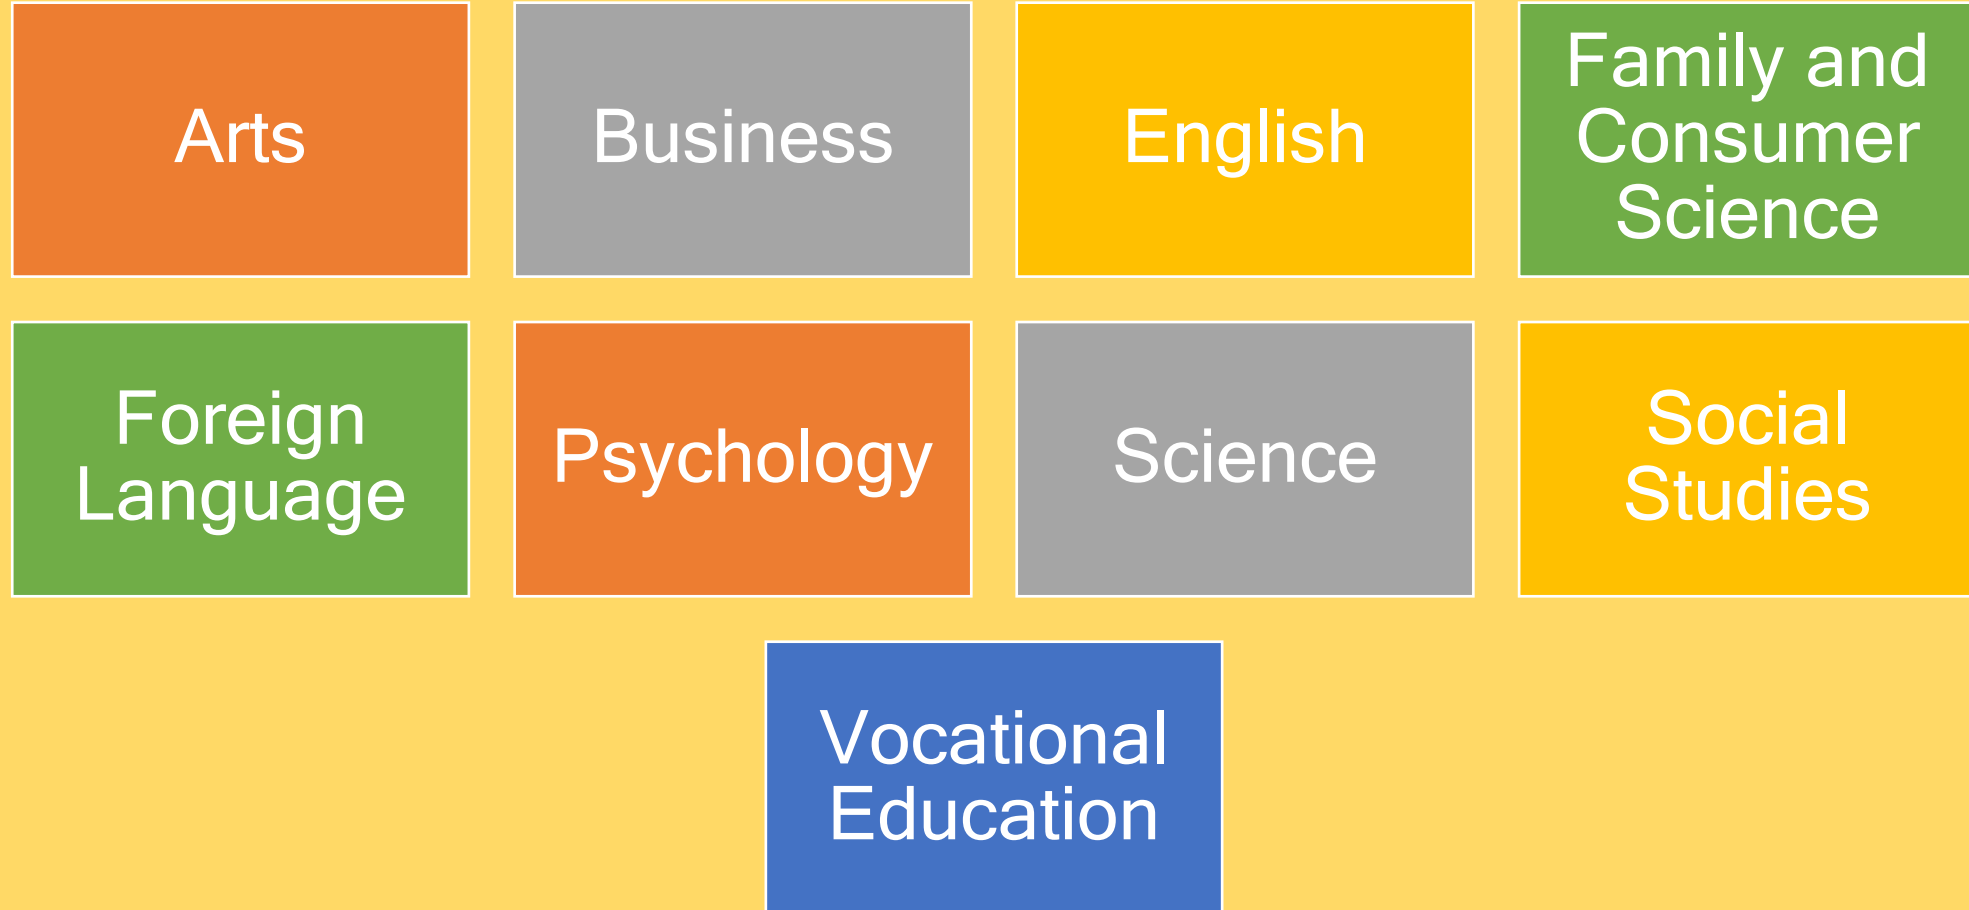 Arts
Business
English
Family and
Consumer
Science
Foreign
Language
Psychology
Science
Social
Studies
Vocational
Education